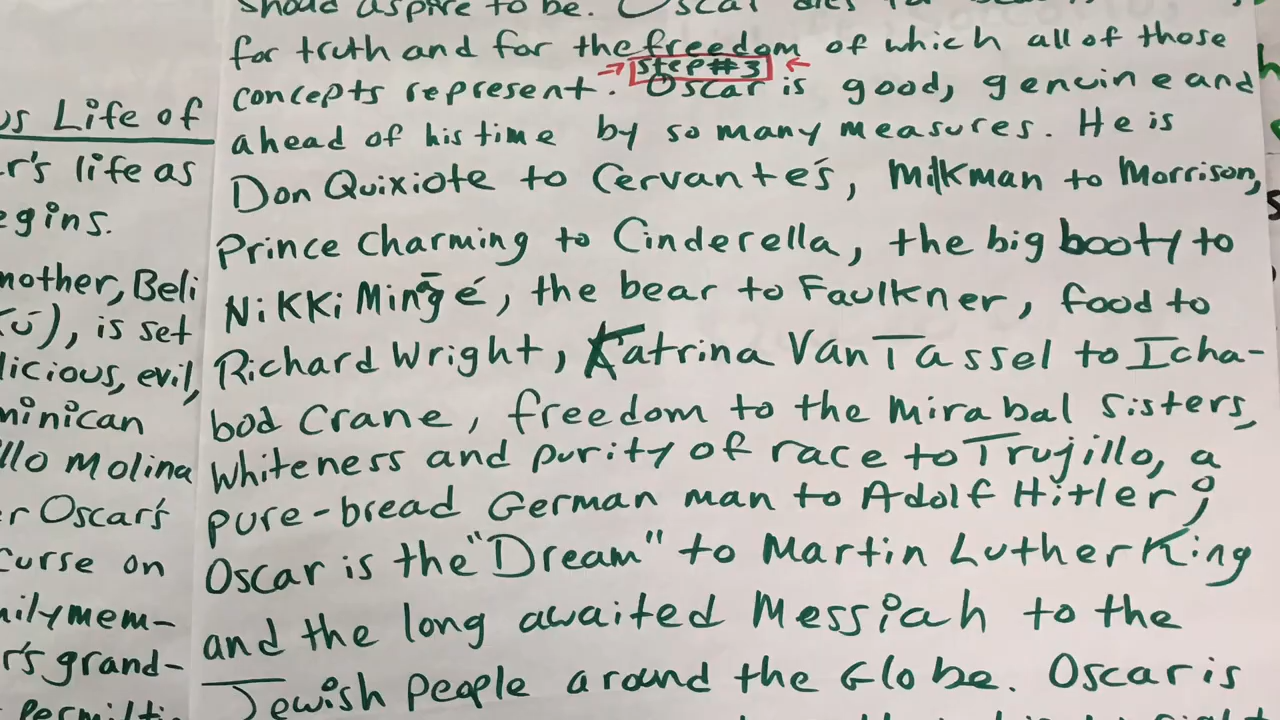 us Life of
r's life as
egins.
mother, Beli
is set
licious, evil,
minican
llo Molina
r Oscar's
curse on
mily mem-
r's grand-
should aspire to be. Oscar dies for
for truth and for the freedom of which all of those
Step #3
concepts represent. Oscar is good, genuine and
ahead of his time by so many measures. He is
Don Quixiote to Cervanté's, Milkman to Morrison,
Prince Charming to Cinderella, the big booty to
Nikki Mingé, the bear to Faulkner, food to
Richard Wright, Katrina Van Tassel to Icha-
bod Crane, freedom to the Mirabal Sisters,
Whiteness and purity of race to Trujillo, a
pure-bread German man to Adolf Hitler;
Oscar is the "Dream" to Martin Luther King
and the long awaited Messiah to the
Jewish people around the Globe. Oscar is